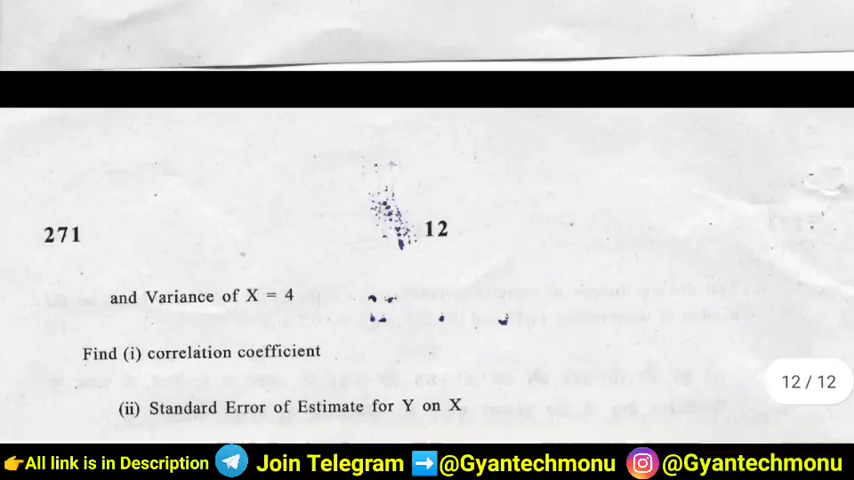 271
12
and Variance of X = 4
Find (i) correlation coefficient
(ii) Standard Error of Estimate for Y on X
12 / 12
👉All link is in Description Join Telegram ➡️@Gyantechmonu @Gyantechmonu